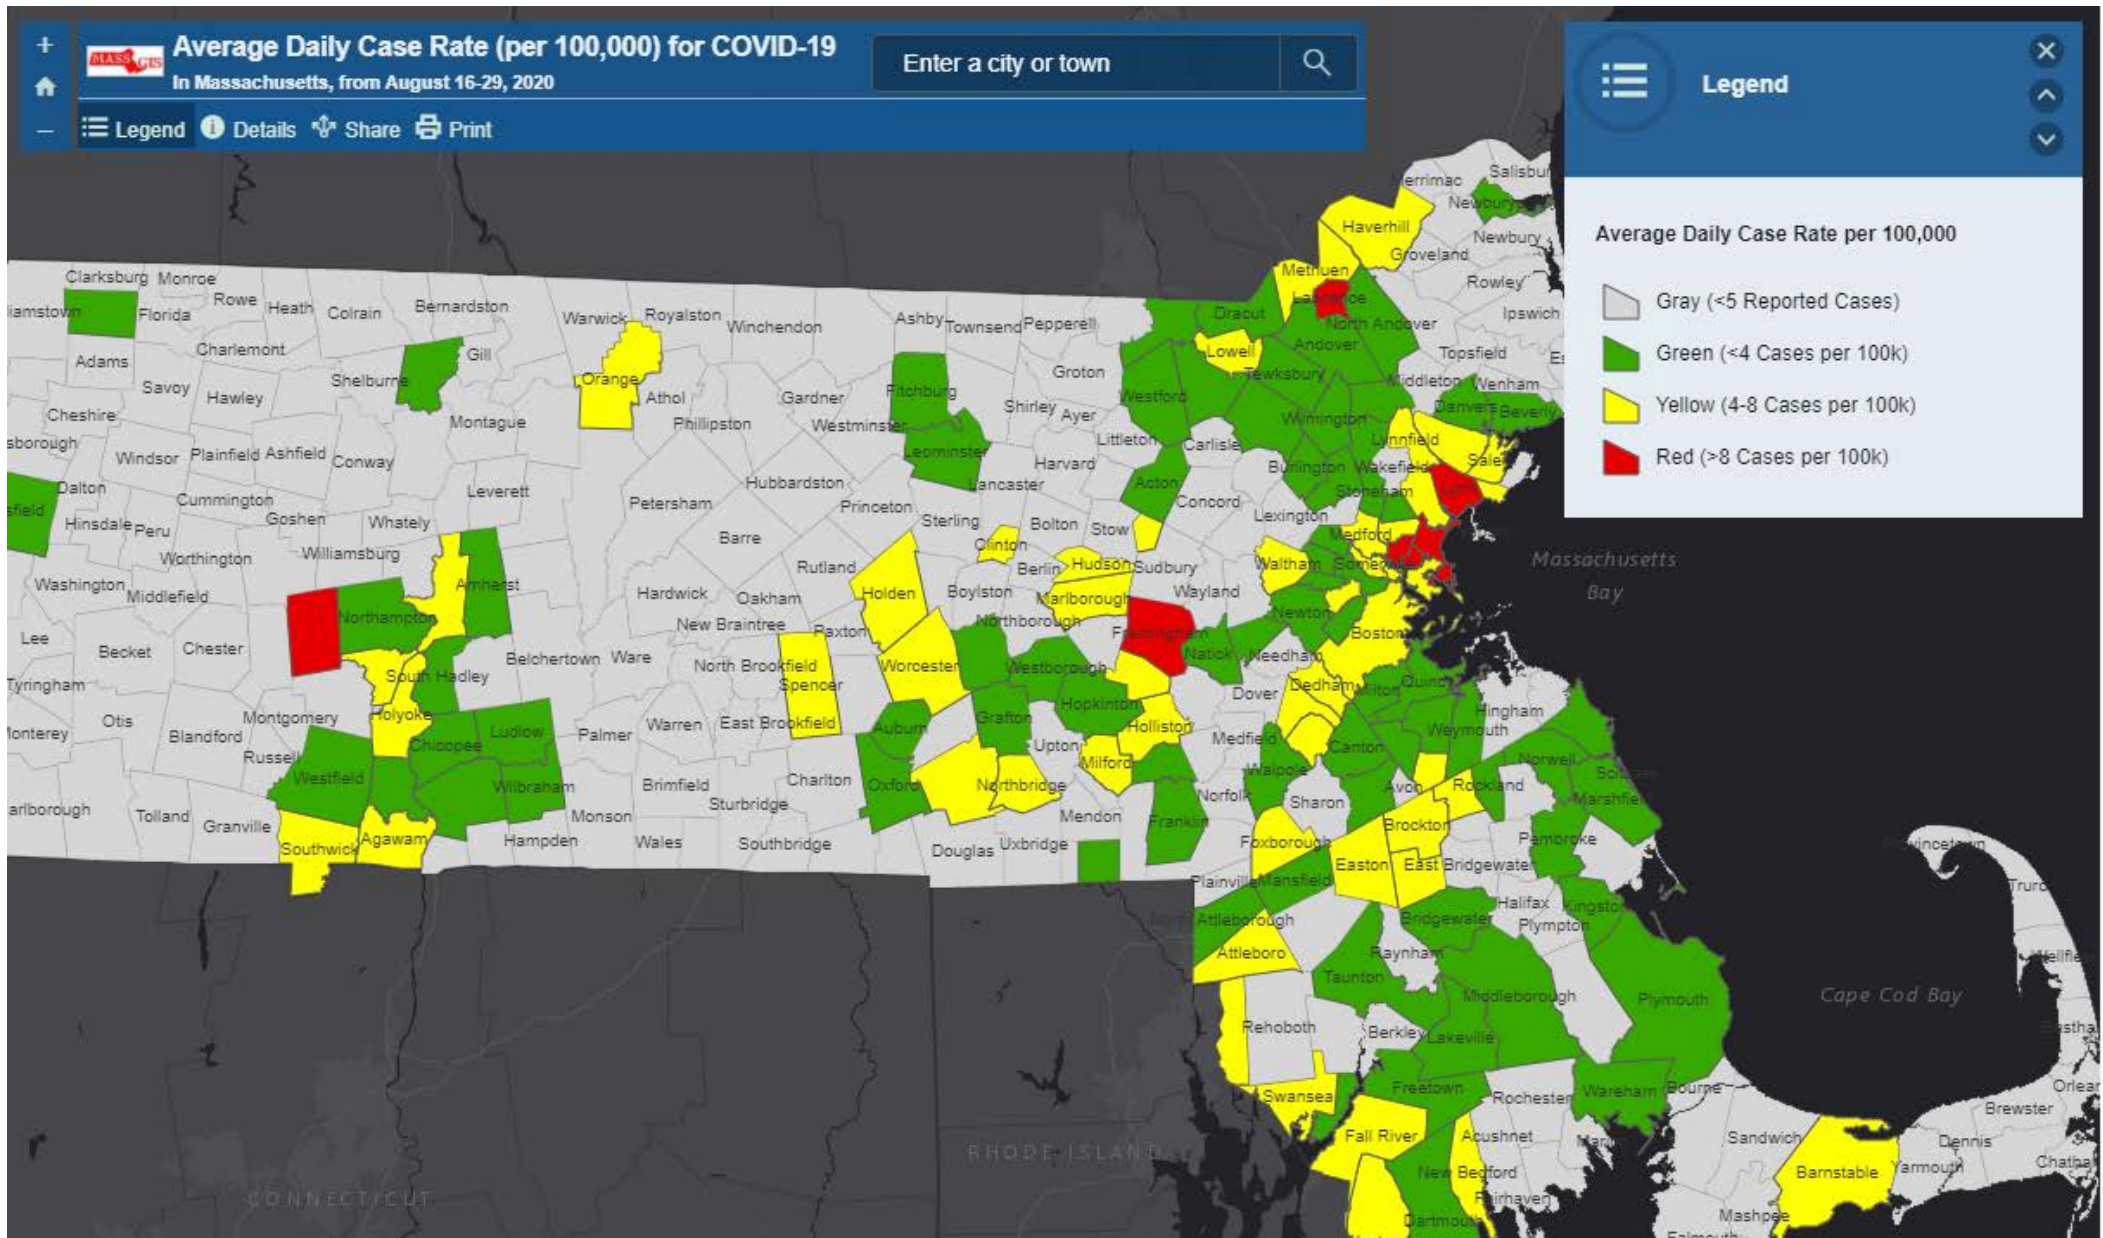 +
MASS GIS
Average Daily Case Rate (per 100,000) for COVID-19
In Massachusetts, from August 16-29, 2020
Enter a city or town
Legend
Details
Share
Print
Legend
Average Daily Case Rate per 100,000
Gray (<5 Reported Cases)
Green (<4 Cases per 100k)
Yellow (4-8 Cases per 100k)
Red (>8 Cases per 100k)
Salisbu
Newbury
Haverhill
Groveland
Methuen
Rowley
Clarksburg
Monroe
Rowe
Heath
Colrain
Bernardston
iamstown
Florida
Warwick
Royalston
Winchendon
Ashby
Townsend
Pepperell
Dracut
North Andover
Ipswich
Adams
Charlemont
Gill
Lowell
Andover
Topsfield
Es
Savoy
Hawley
Shelburne
Orange
Athol
Gardner
Fitchburg
Groton
Westford
Tewksbury
Middleton
Wenham
Cheshire
Montague
Phillipston
Westminster
Shirley
Ayer
Wilmington
Danvers
Beverly
sborough
Windsor
Plainfield
Ashfield
Conway
Leominster
Littleton
Carlisle
Lynnfield
Harvard
Burlington
Wakefield
Dalton
Cummington
Leverett
Hubbardston
Lancaster
Acton
Stoneham
sfield
Hinsdale
Peru
Goshen
Whately
Petersham
Princeton
Sterling
Bolton
Stow
Concord
Lexington
Worthington
Williamsburg
Barre
Clinton
Medford
Massachusetts
Bay
Washington
Middlefield
Amherst
Rutland
Berlin
Hudson
Sudbury
Waltham
Hardwick
Oakham
Holden
Boylston
Marlborough
Wayland
Northampton
New Braintree
Paxton
Northborough
Newton
Boston
Lee
Becket
Chester
Belchertown
Ware
North Brookfield
Worcester
Westborough
Natick
Needham
Tyringham
South Hadley
Spencer
Dover
Dedham
Milton
Otis
Montgomery
Holyoke
Warren
East Brookfield
Auburn
Grafton
Hopkinton
Holliston
Hingham
Blandford
Ludlow
Palmer
Upton
Medfield
Canton
Weymouth
Russell
Chicopee
Milford
Walpole
Norwell
Westfield
Wilbraham
Brimfield
Charlton
Oxford
Northbridge
Norfolk
Sharon
Avon
Rockland
arlborough
Tolland
Granville
Monson
Sturbridge
Mendon
Franklin
Brockton
Southwick
Agawam
Hampden
Wales
Southbridge
Douglas
Uxbridge
Foxborough
Easton
East Bridgewater
Pembroke
Plainville
Mansfield
Halifax
Kingston
Attleborough
Bridgewater
Plympton
Truro
Attleboro
Raynham
Taunton
Middleborough
Plymouth
Cape Cod Bay
Rehoboth
Berkley
Lakeville
Swansea
Freetown
Rochester
Wareham
Bourne
Orlear
Brewster
Fall River
Acushnet
Sandwich
Dennis
RHODE ISLAND
New Bedford
Barnstable
Yarmouth
CONNECTICUT
Fairhaven
Mashpee
Dartmouth